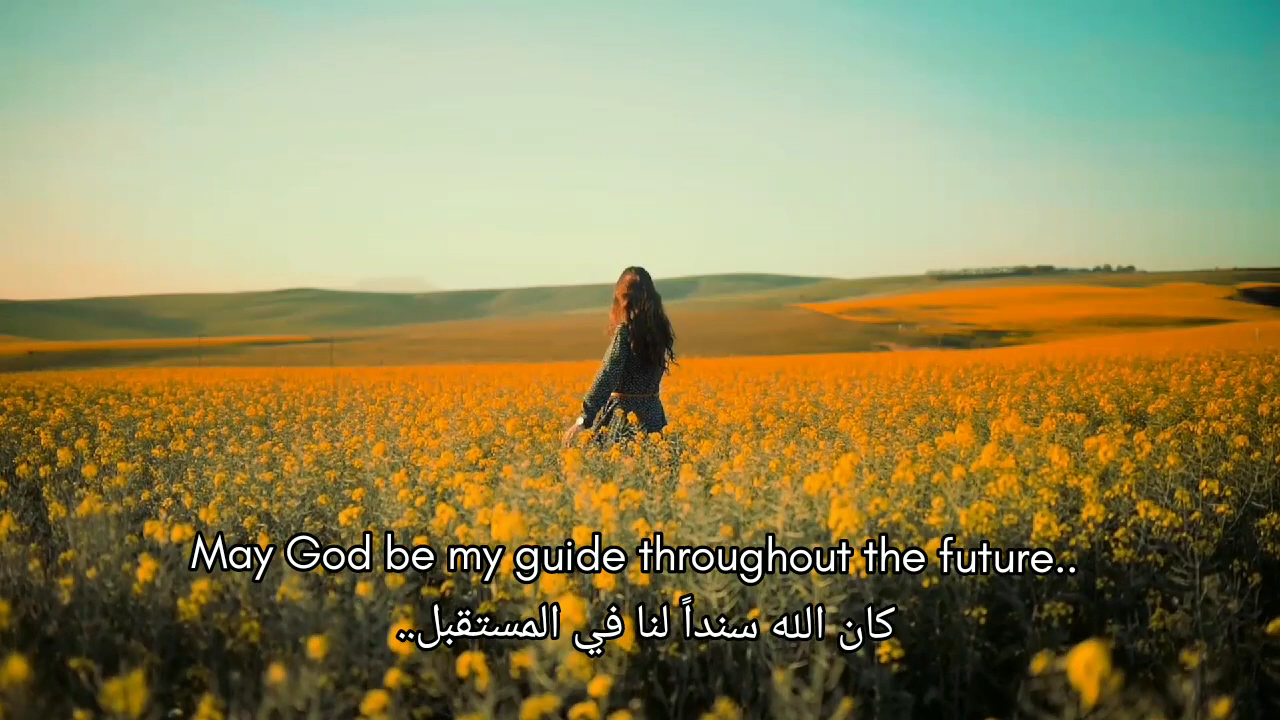 May God be my guide throughout the future..
كان الله سنداً لنا في المستقبل..